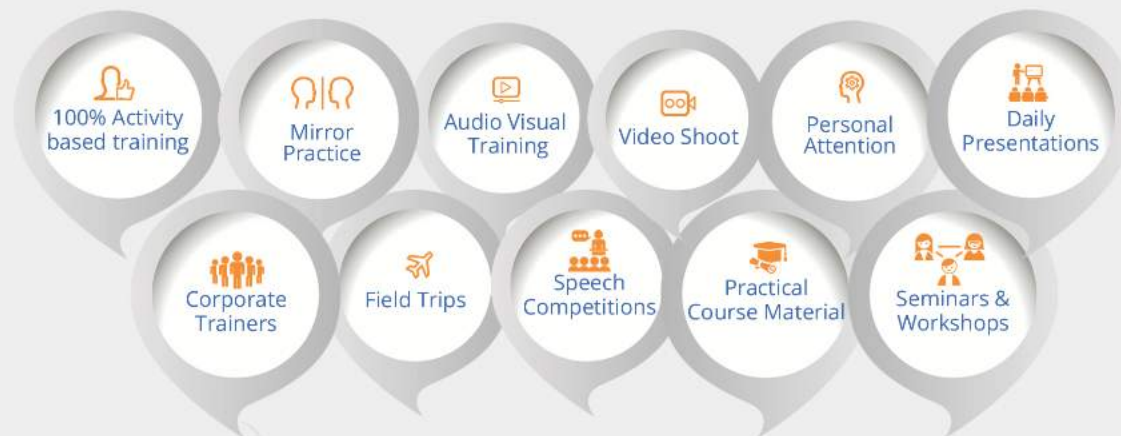 100% Activity
based training
Mirror
Practice
Audio Visual
Training
Video Shoot
Personal
Attention
Daily
Presentations
Corporate
Trainers
Field Trips
Speech
Competitions
Practical
Course Material
Seminars &
Workshops